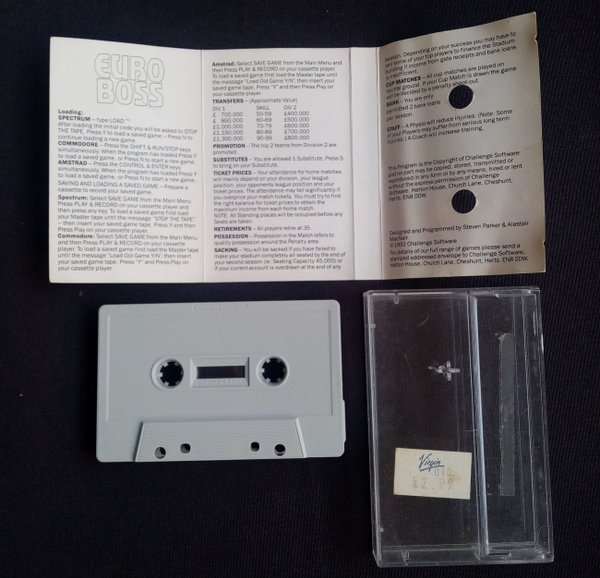 EURO
BOSS
Loading:
SPECTRUM - type LOAD ""
After loading the initial code you will be asked to STOP
THE TAPE. Press Y to load a saved game - Press N to
continue loading a new game.
COMMODORE - Press the SHIFT & RUN/STOP keys
simultaneously. When the program has loaded Press Y
to load a saved game, or Press N to start a new game.
AMSTRAD - Press the CONTROL & ENTER keys
simultaneously. When the program has loaded Press Y
to load a saved game, or Press N to start a new game.
SAVING AND LOADING A SAVED GAME - Prepare a
cassette to record your saved game.
Spectrum: Select SAVE GAME from the Main Menu.
Press PLAY & RECORD on your cassette player and
then press any key. To load a saved game first load
your Master tape until the message "STOP THE TAPE"
- then insert your saved game tape. Press Y and then
Press Play on your cassette player.
Commodore: Select SAVE GAME from the Main Menu
and then Press PLAY & RECORD on your cassette
player. To load a saved game first load the Master tape
until the message "Load Old Game Y/N", then insert
your saved game tape. Press "Y" and Press Play on
your cassette player.
Amstrad: Select SAVE GAME from the Main Menu and
then Press PLAY & RECORD on your cassette player.
To load a saved game first load the Master tape until
the message "Load Old Game Y/N", then insert your
saved game tape. Press "Y" and then Press Play on
your cassette player.
TRANSFERS - (Approximate Value)
DIV 1 SKILL DIV 2
£ 700,000 50-59 £400,000
£ 850,000 60-69 £500,000
£1,000,000 70-79 £600,000
£1,150,000 80-89 £700,000
£1,300,000 90-99 £800,000
PROMOTION - The top 2 teams from Division 2 are
promoted.
SUBSTITUTES - You are allowed 1 Substitute. Press S
to bring on your Substitute.
TICKET PRICES - Your attendance for home matches
will mainly depend on your division, your league
position, your opponents league position and your
ticket prices. The attendance may fall significantly if
you overprice your match tickets. You must try to find
the right balance for ticket prices to obtain the
maximum income from each home match.
NOTE: All Standing places will be occupied before any
Seats are taken.
RETIREMENTS - All players retire at 35.
POSSESSION - Possession in the Match refers to
quality possession around the Penalty area.
SACKING - You will be sacked if you have failed to
make your stadium completely all seated by the end of
your second season (ie. Seating Capacity 45,000) or
if your current account is overdrawn at the end of any
season. Depending on your success you may have to
sell some of your top players to finance the Stadium
Building if income from gate receipts and bank loans
is insufficient.
CUP MATCHES - All cup matches are played on
neutral ground. If your Cup Match is drawn the game
will be decided by a penalty shoot-out.
BANK - You are only
permitted 2 bank loans
per season.
STAFF - A Physio will reduce injuries. (Note: Some
of your Players may suffer from serious long term
injuries.) A Coach will increase training.
This Program is the Copyright of Challenge Software
and no part may be copied, stored, transmitted or
reproduced in any form or by any means, hired or lent
without the express permission of Challenge
Software, Hatton House, Church Lane, Cheshunt,
Herts. EN8 0DW.
Designed and Programmed by Steven Parker & Alastair
MacNair
© 1991 Challenge Software
For details of our full range of games please send a
stamped addressed envelope to Challenge Software,
Hatton House, Church Lane, Cheshunt, Herts. EN8 0DW.
Virgin
010
£2.99